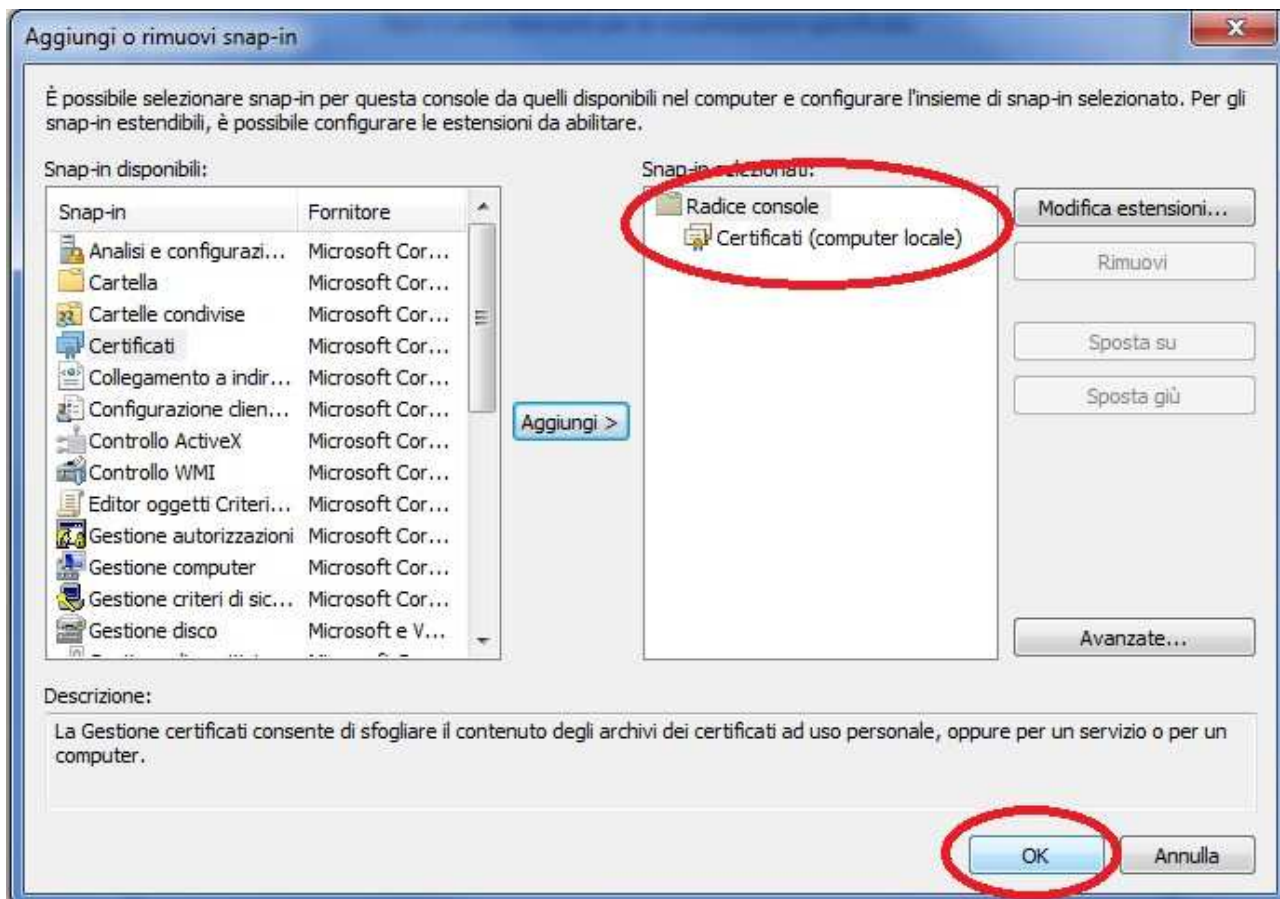 Aggiungi o rimuovi snap-in
È possibile selezionare snap-in per questa console da quelli disponibili nel computer e configurare l'insieme di snap-in selezionato. Per gli
snap-in estendibili, è possibile configurare le estensioni da abilitare.
Snap-in disponibili:
Snap-in selezionati:
Snap-in Fornitore
Analisi e configurazi... Microsoft Cor...
Cartella Microsoft Cor...
Cartelle condivise Microsoft Cor...
Certificati Microsoft Cor...
Collegamento a indir... Microsoft Cor...
Configurazione clien... Microsoft Cor...
Controllo ActiveX Microsoft Cor...
Controllo WMI Microsoft Cor...
Editor oggetti Criteri... Microsoft Cor...
Gestione autorizzazioni Microsoft Cor...
Gestione computer Microsoft Cor...
Gestione criteri di sic... Microsoft Cor...
Gestione disco Microsoft e V...
Aggiungi >
Radice console
Certificati (computer locale)
Modifica estensioni...
Rimuovi
Sposta su
Sposta giù
Avanzate...
Descrizione:
La Gestione certificati consente di sfogliare il contenuto degli archivi dei certificati ad uso personale, oppure per un servizio o per un
computer.
OK
Annulla